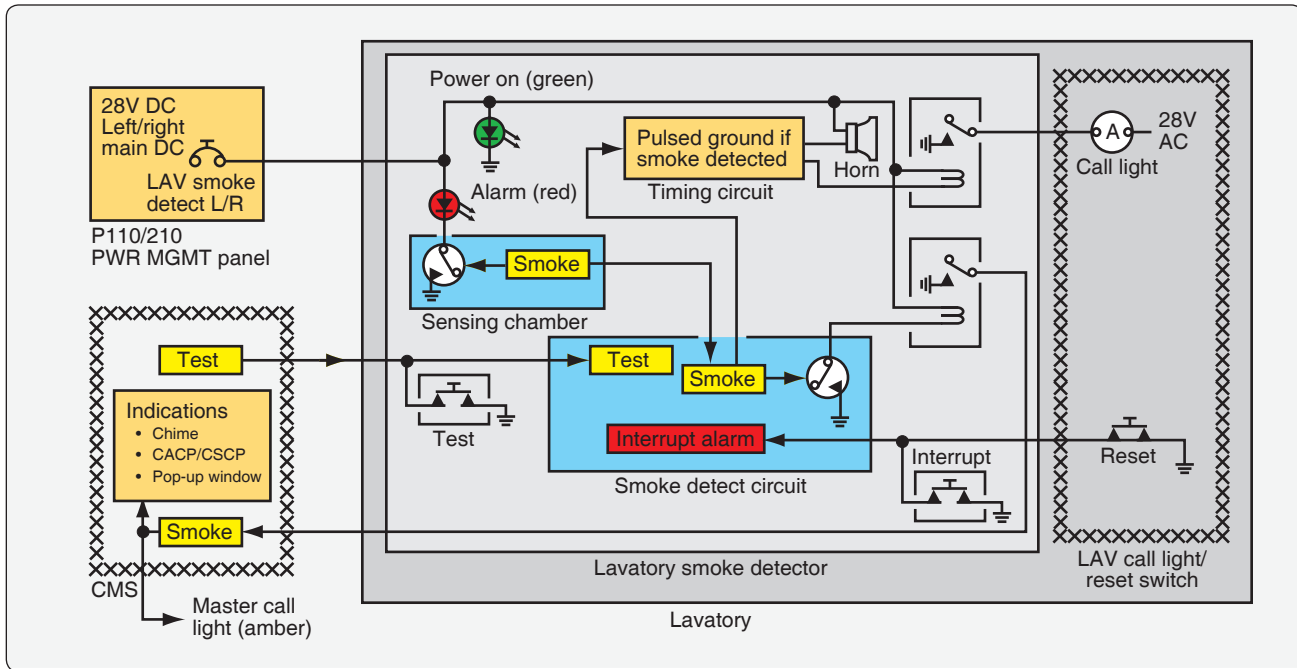 28V DC
Left/right
main DC
LAV smoke
detect L/R
P110/210
PWR MGMT panel
Power on (green)
Alarm (red)
Pulsed ground if
smoke detected
Timing circuit
Horn
A
28V
AC
Call light
Smoke
Sensing chamber
Test
Indications
• Chime
• CACP/CSCP
• Pop-up window
Smoke
CMS
Master call
light (amber)
Test
Test
Smoke
Interrupt alarm
Smoke detect circuit
Interrupt
Reset
LAV call light/
reset switch
Lavatory smoke detector
Lavatory